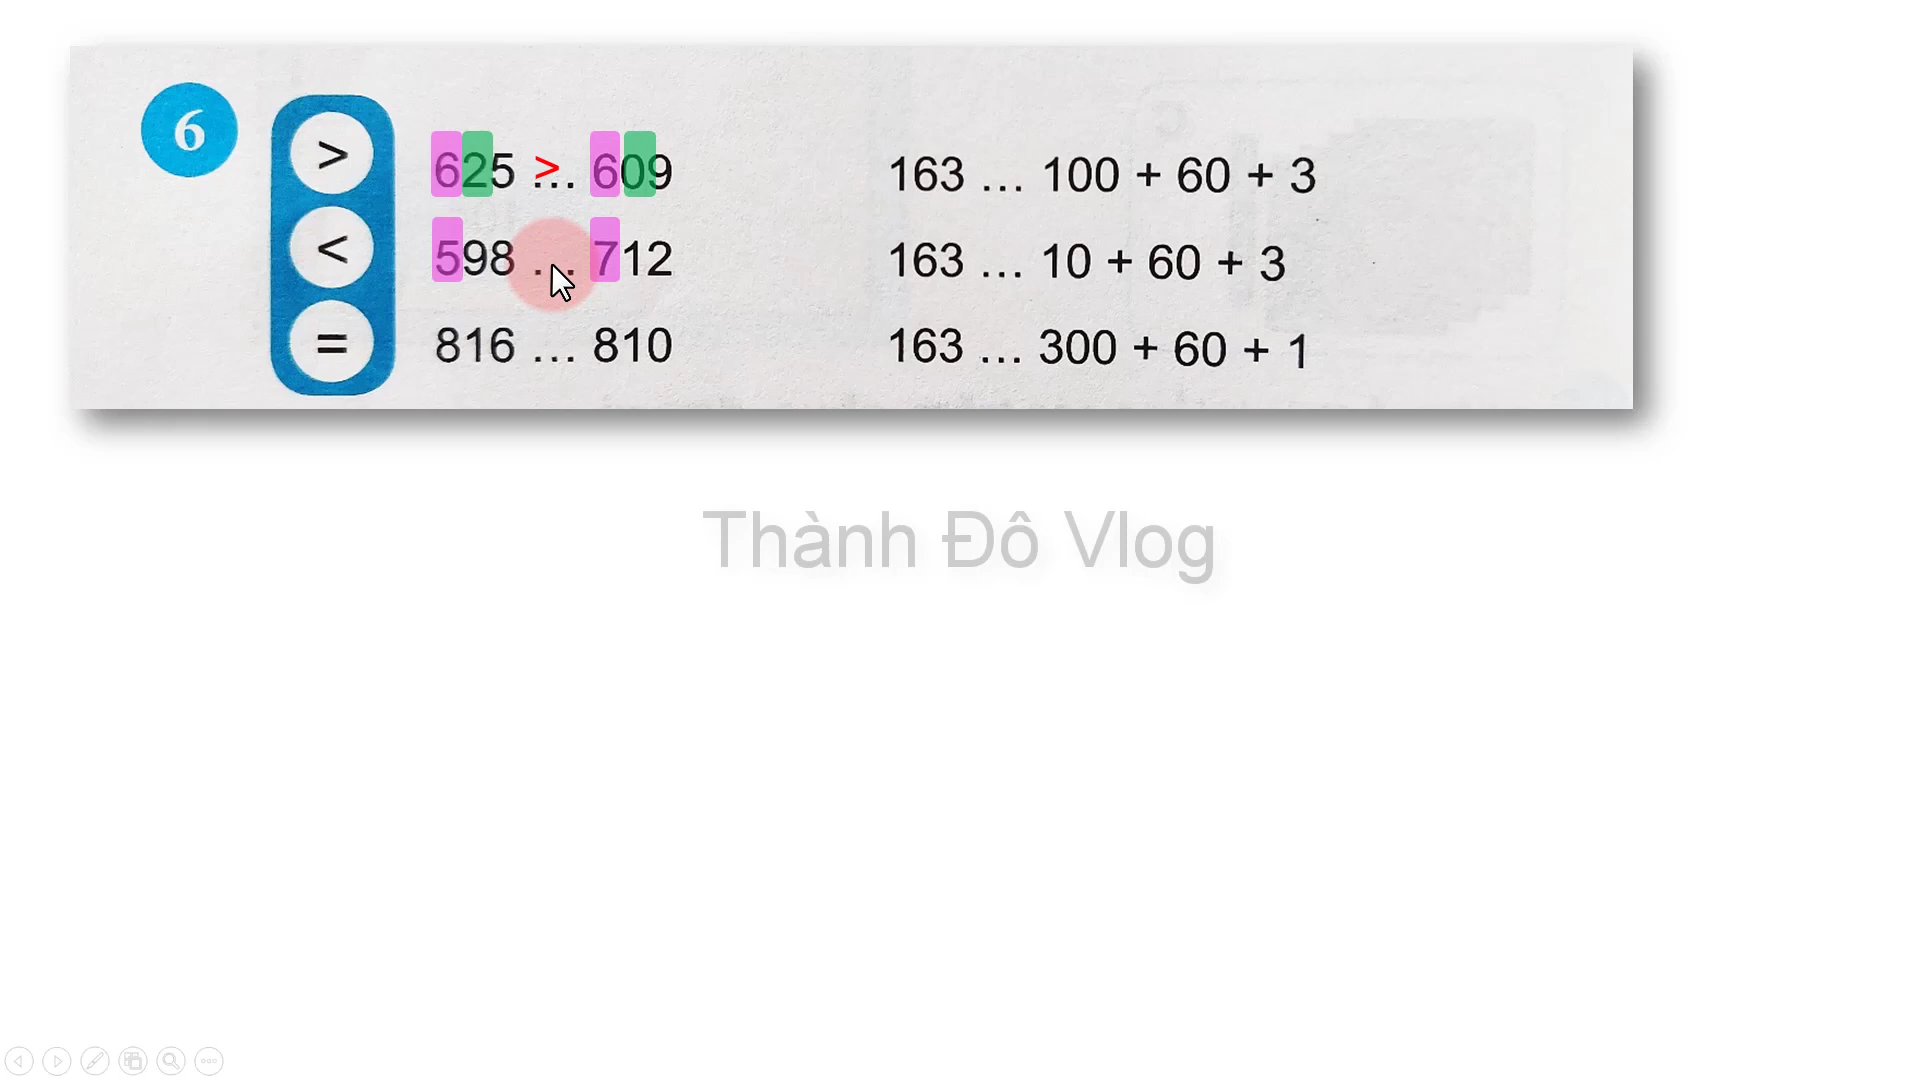 6
>
<
=
625 > ... 609
598 ... 712
816 ... 810
163 ... 100 + 60 + 3
163 ... 10 + 60 + 3
163 ... 300 + 60 + 1
Thành Đô Vlog